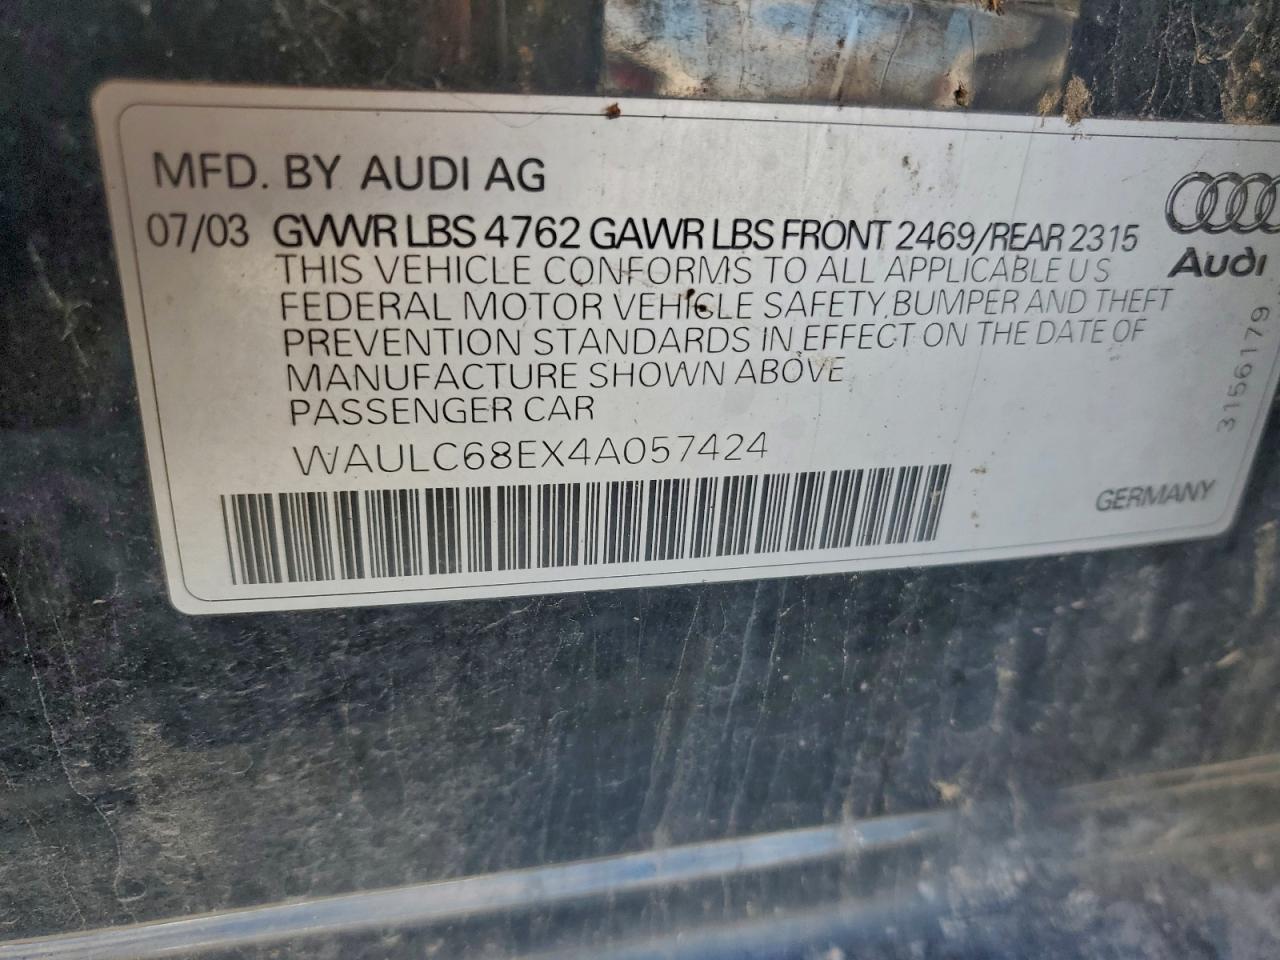 MFD. BY AUDI AG
07/03 GVWR LBS 4762 GAWR LBS FRONT 2469/REAR 2315
THIS VEHICLE CONFORMS TO ALL APPLICABLE U S
FEDERAL MOTOR VEHICLE SAFETY, BUMPER AND THEFT
PREVENTION STANDARDS IN EFFECT ON THE DATE OF
MANUFACTURE SHOWN ABOVE
PASSENGER CAR
WAULC68EX4A057424
Audi
3156179
GERMANY